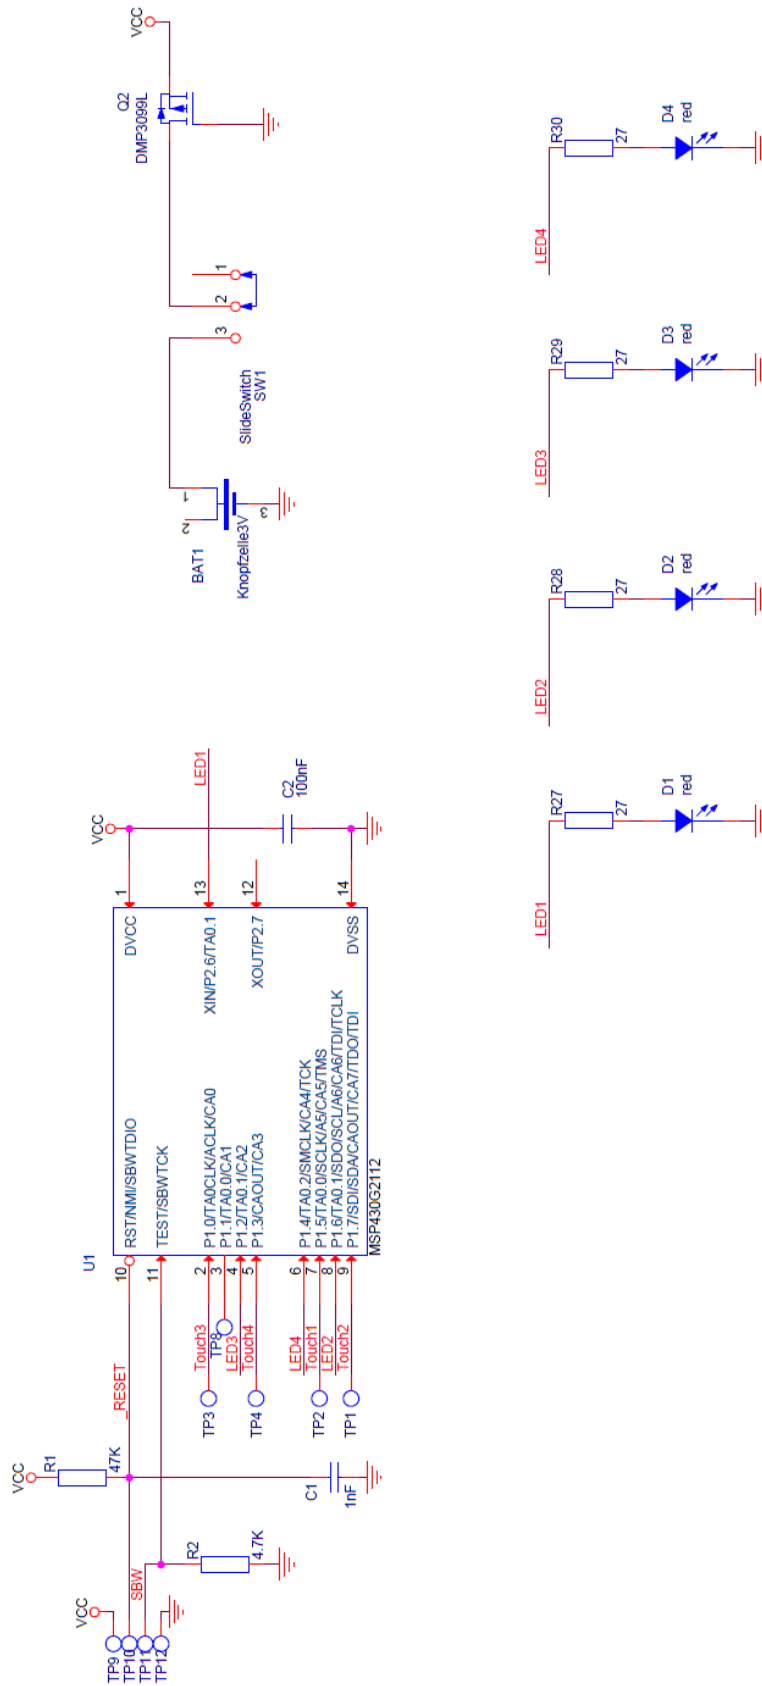 VCC
Q2
DMP3099L
1
2
3
SlideSwitch
SW1
1
2
3
BAT1
Knopfzelle3V
R30
27
D4
red
LED4
R29
27
D3
red
LED3
R28
27
D2
red
LED2
R27
27
D1
red
LED1
LED1
VCC
C2
100nF
1
13
12
14
DVCC
XIN/P2.6/TA0.1
XOUT/P2.7
DVSS
RST/NMI/SBWTDIO
TEST/SBWTCK
P1.0/TA0CLK/ACLK/CA0
P1.1/TA0.0/CA1
P1.2/TA0.1/CA2
P1.3/CAOUT/CA3
P1.4/TA0.2/SMCLK/CA4/TCK
P1.5/TA0.0/SCLK/A5/CA5/TMS
P1.6/TA0.1/SDO/SCL/A6/CA6/TDI/TCLK
P1.7/SDI/SDA/CAOUT/CA7/TDO/TDI
MSP430G2112
U1
10
11
2
3
4
5
6
7
8
9
_RESET
Touch3
TP8
LED3
Touch4
LED4
Touch1
LED2
Touch2
TP3
TP4
TP2
TP1
VCC
R1
47K
C1
1nF
R2
4.7K
SBW
VCC
TP9
TP10
TP11
TP12